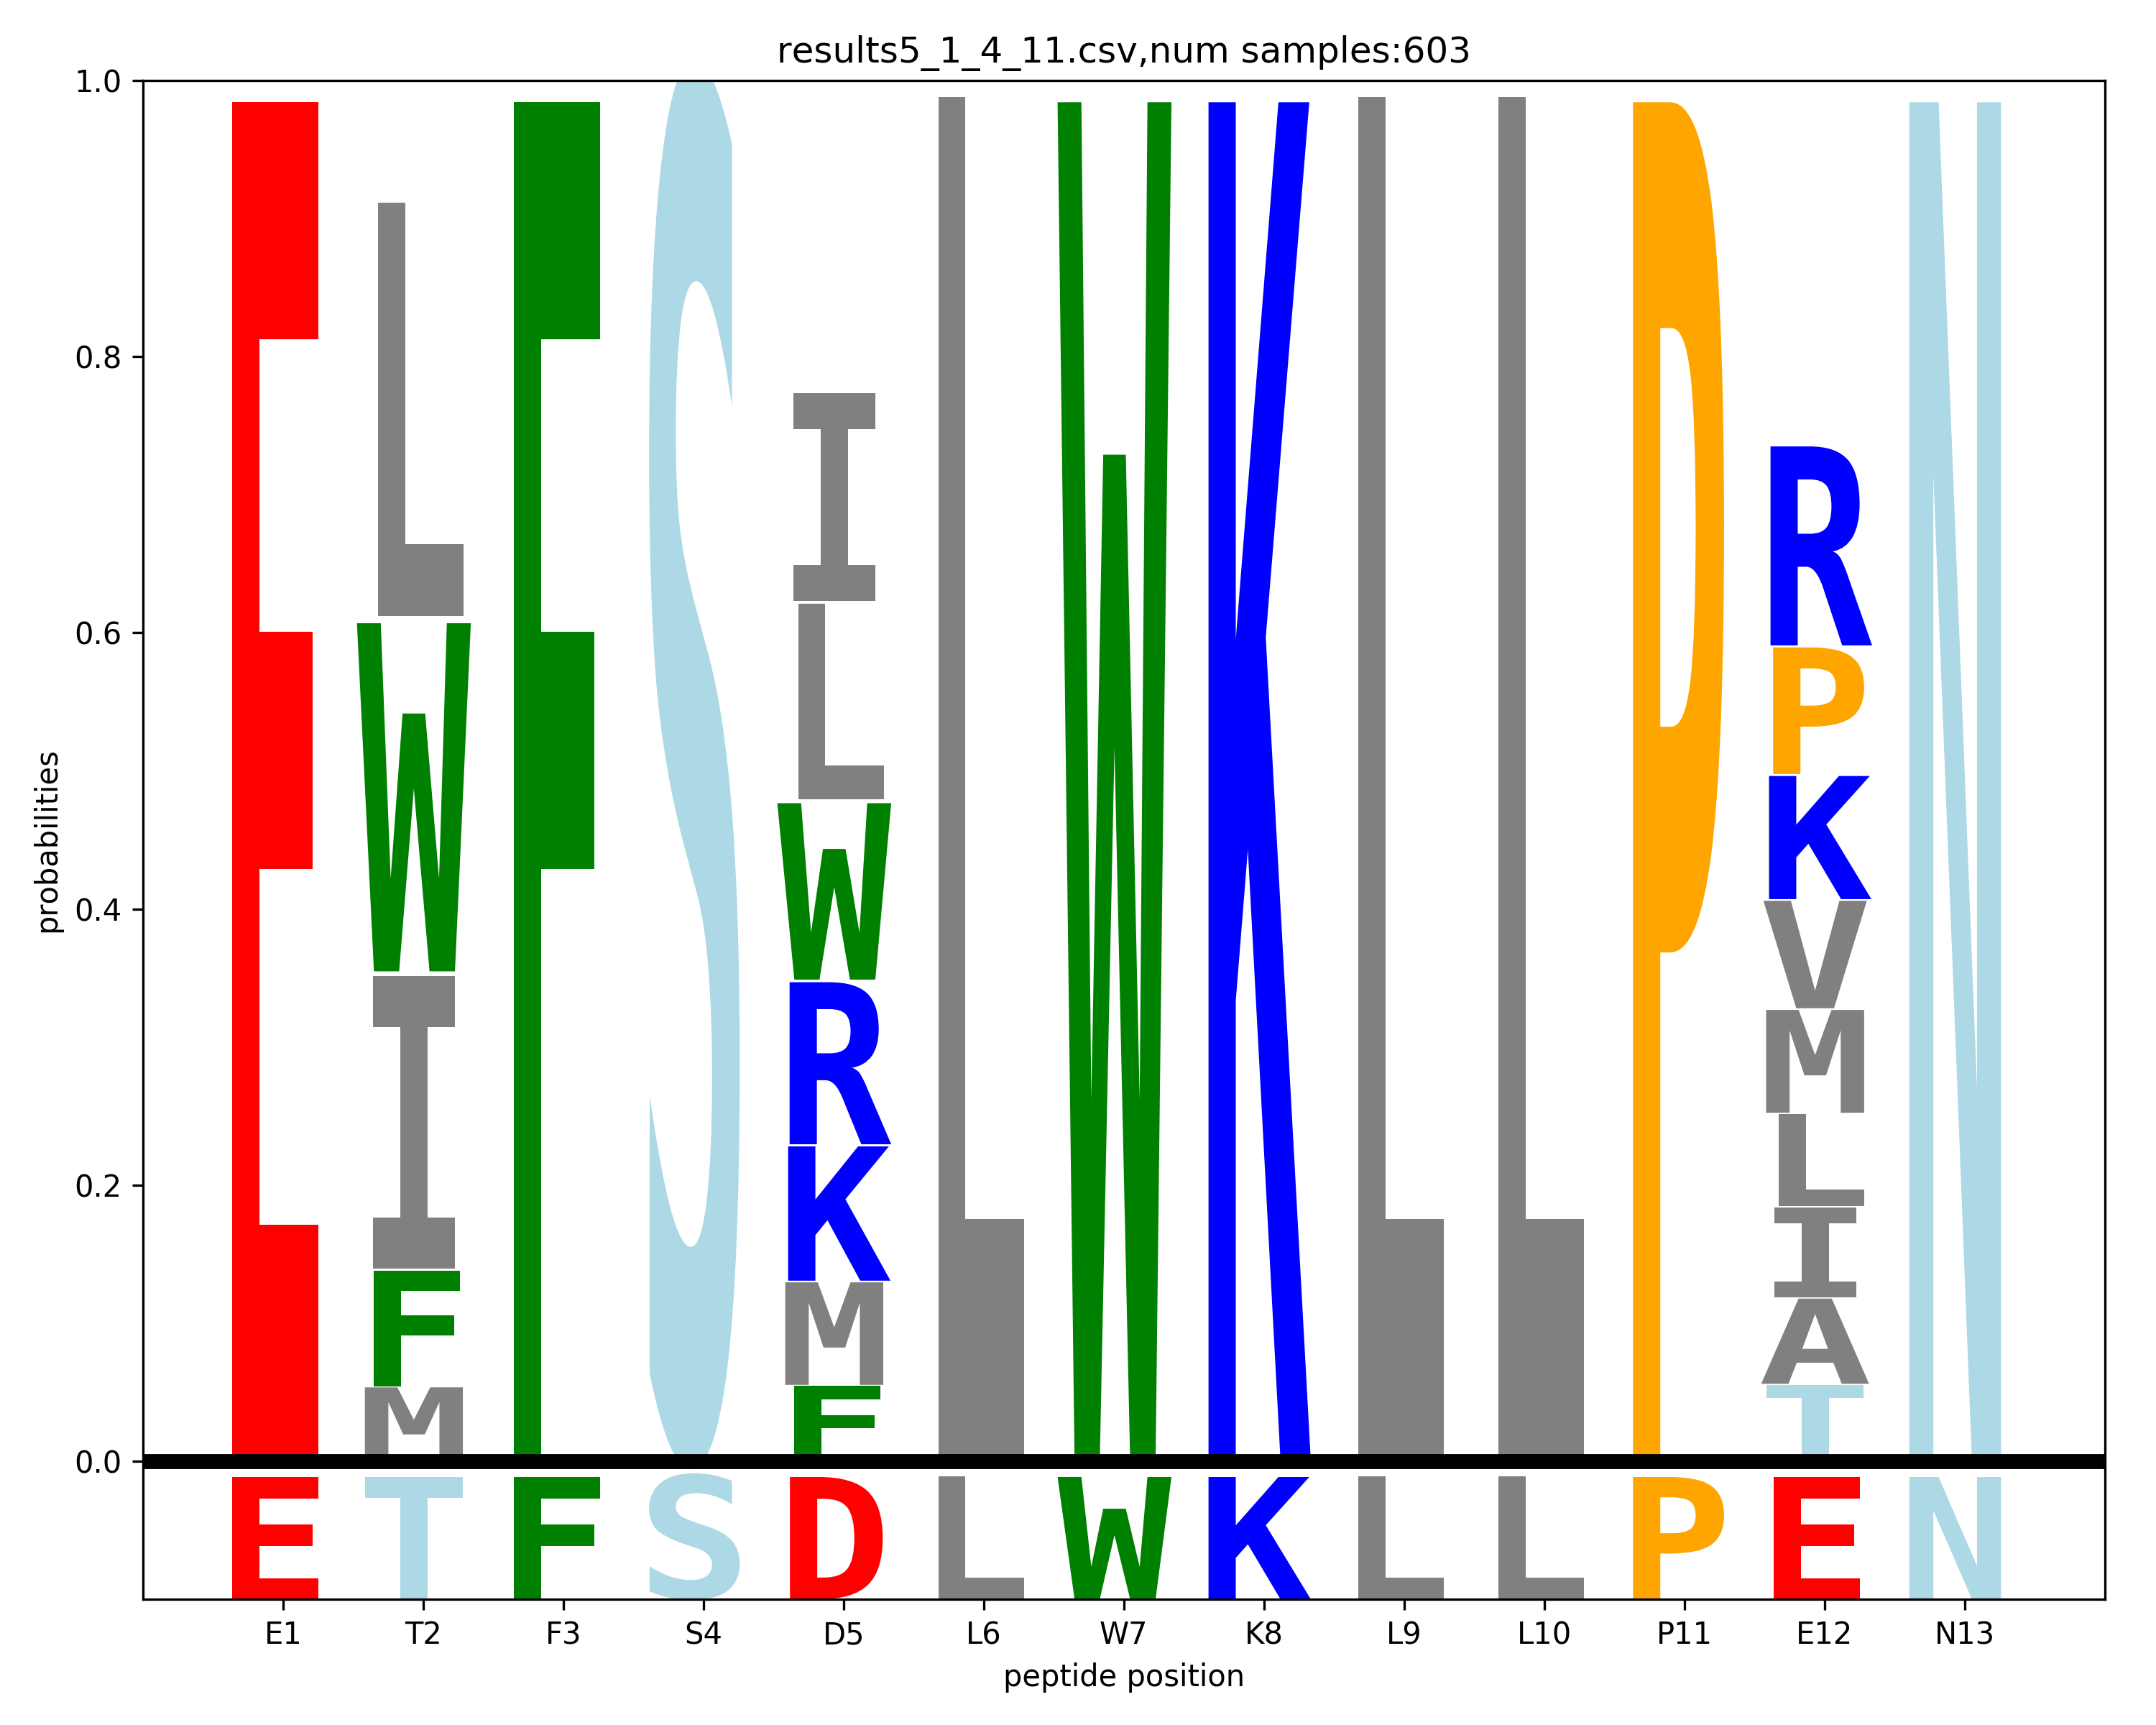 results5_1_4_11.csv,num samples:603
probabilities
1.0
0.8
0.6
0.4
0.2
0.0
E
L
W
I
F
M
F
S
I
L
W
R
K
M
F
L
W
K
L
L
P
R
P
K
V
M
L
I
A
T
N
E T F S D L W K L L P E N
E1 T2 F3 S4 D5 L6 W7 K8 L9 L10 P11 E12 N13
peptide position